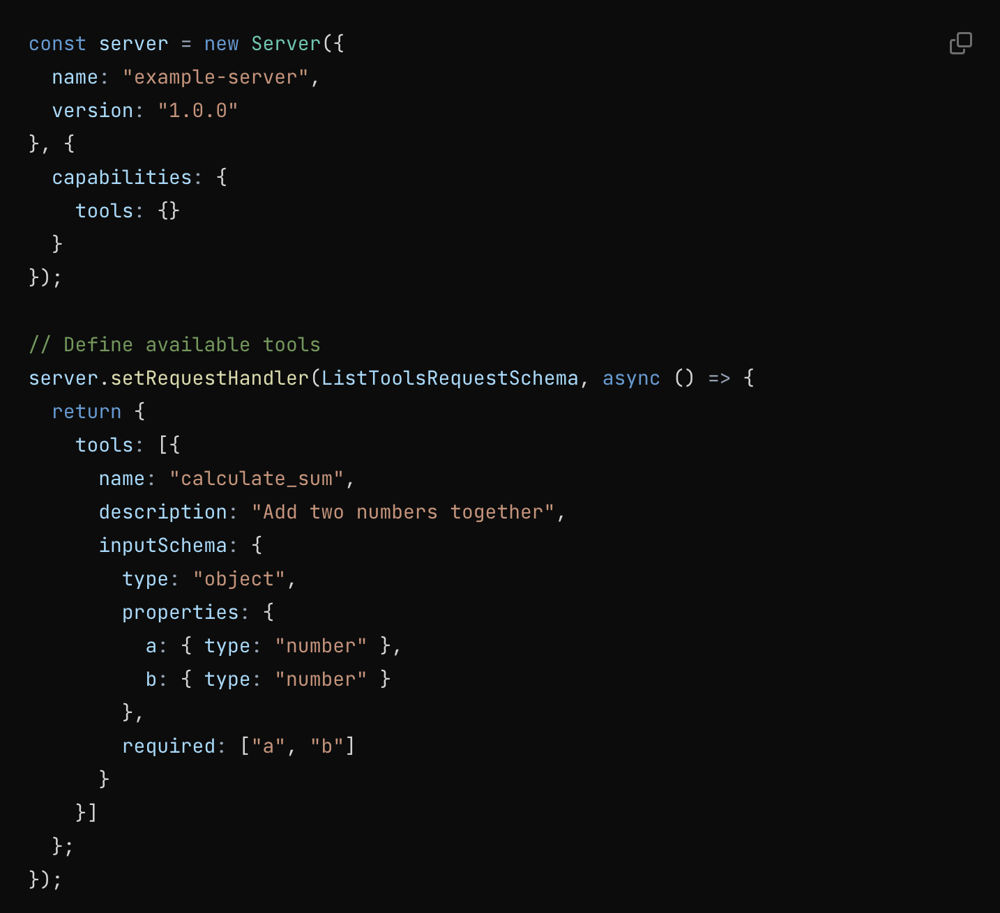 const server = new Server({
  name: "example-server",
  version: "1.0.0"
}, {
  capabilities: {
    tools: {}
  }
});

// Define available tools
server.setRequestHandler(ListToolsRequestSchema, async () => {
  return {
    tools: [{
      name: "calculate_sum",
      description: "Add two numbers together",
      inputSchema: {
        type: "object",
        properties: {
          a: { type: "number" },
          b: { type: "number" }
        },
        required: ["a", "b"]
      }
    }]
  };
});